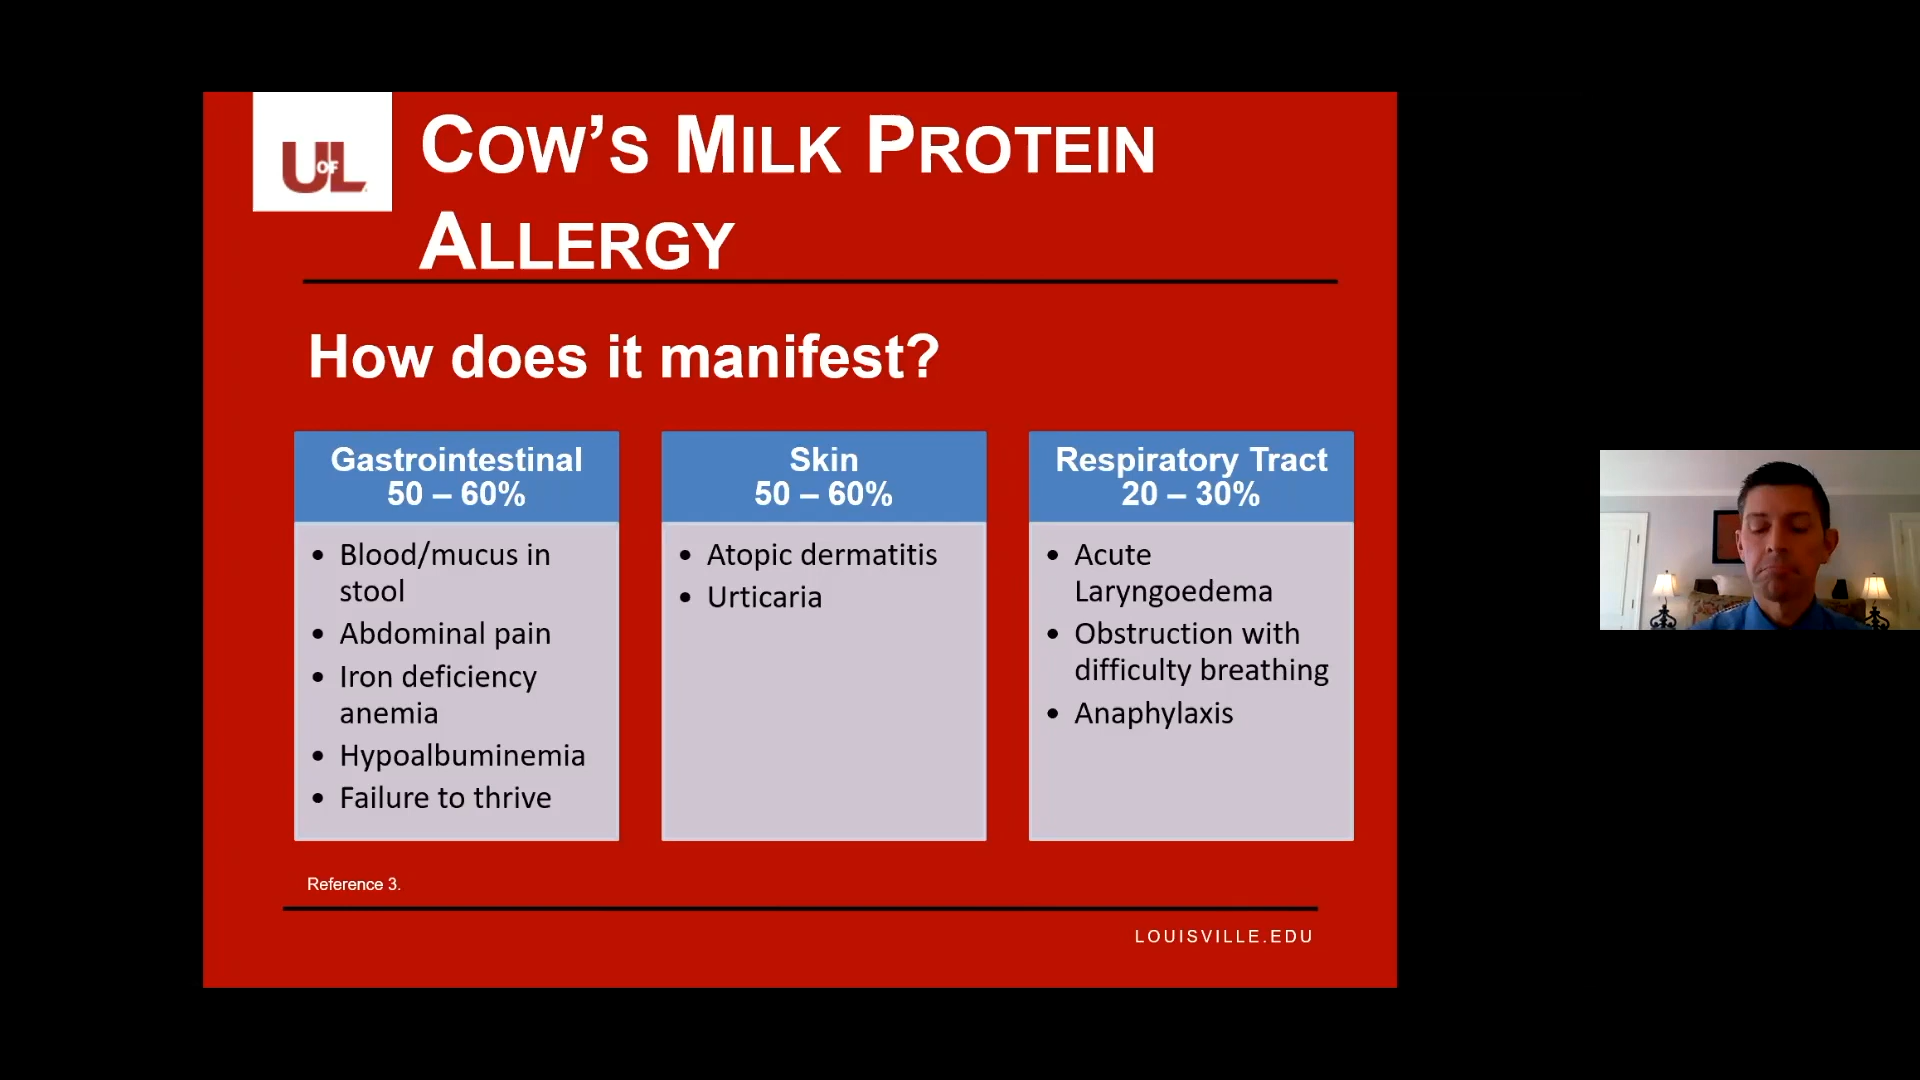 UofL
COW'S MILK PROTEIN
ALLERGY
How does it manifest?
Gastrointestinal
50 – 60%
• Blood/mucus in
stool
• Abdominal pain
• Iron deficiency
anemia
• Hypoalbuminemia
• Failure to thrive
Skin
50 – 60%
• Atopic dermatitis
• Urticaria
Respiratory Tract
20 – 30%
• Acute
Laryngoedema
• Obstruction with
difficulty breathing
• Anaphylaxis
Reference 3.
LOUISVILLE.EDU